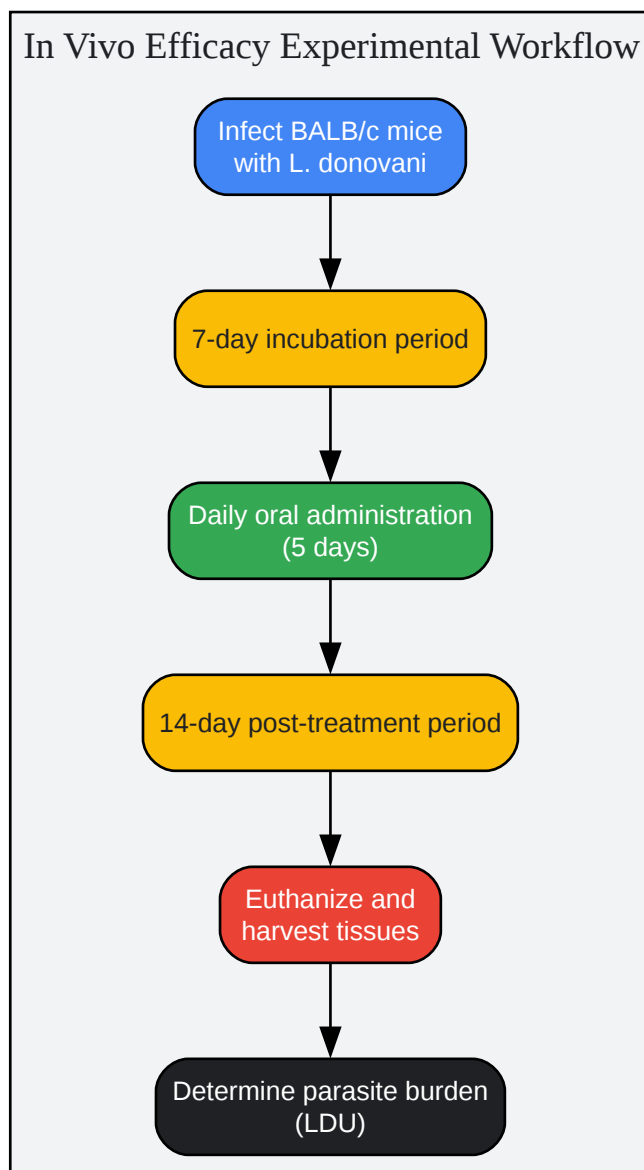 In Vivo Efficacy Experimental Workflow
Infect BALB/c mice
with L. donovani
7-day incubation period
Daily oral administration
(5 days)
14-day post-treatment period
Euthanize and
harvest tissues
Determine parasite burden
(LDU)